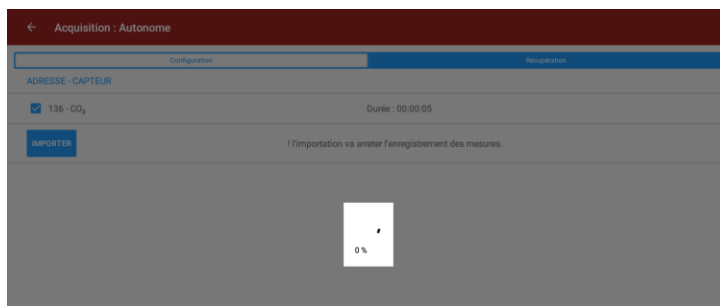 ← Acquisition : Autonome
Configuration
Récupération
ADRESSE - CAPTEUR
136 - CO₂
Durée : 00:00:05
IMPORTER
! l'importation va arreter l'enregistrement des mesures.
0 %